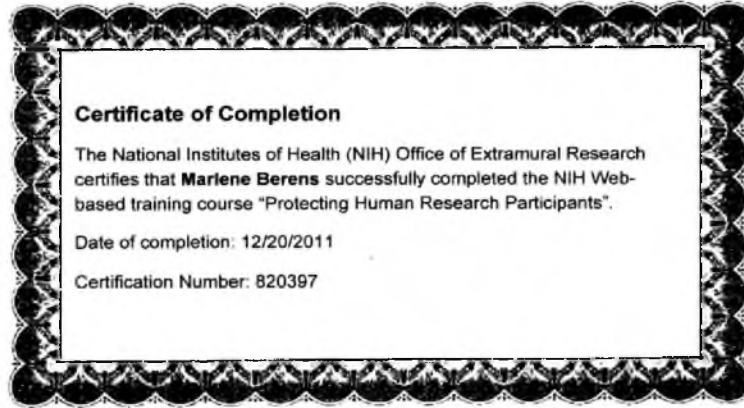 Certificate of Completion
The National Institutes of Health (NIH) Office of Extramural Research
certifies that Marlene Berens successfully completed the NIH Web-
based training course “Protecting Human Research Participants”.
Date of completion: 12/20/2011
Certification Number: 820397